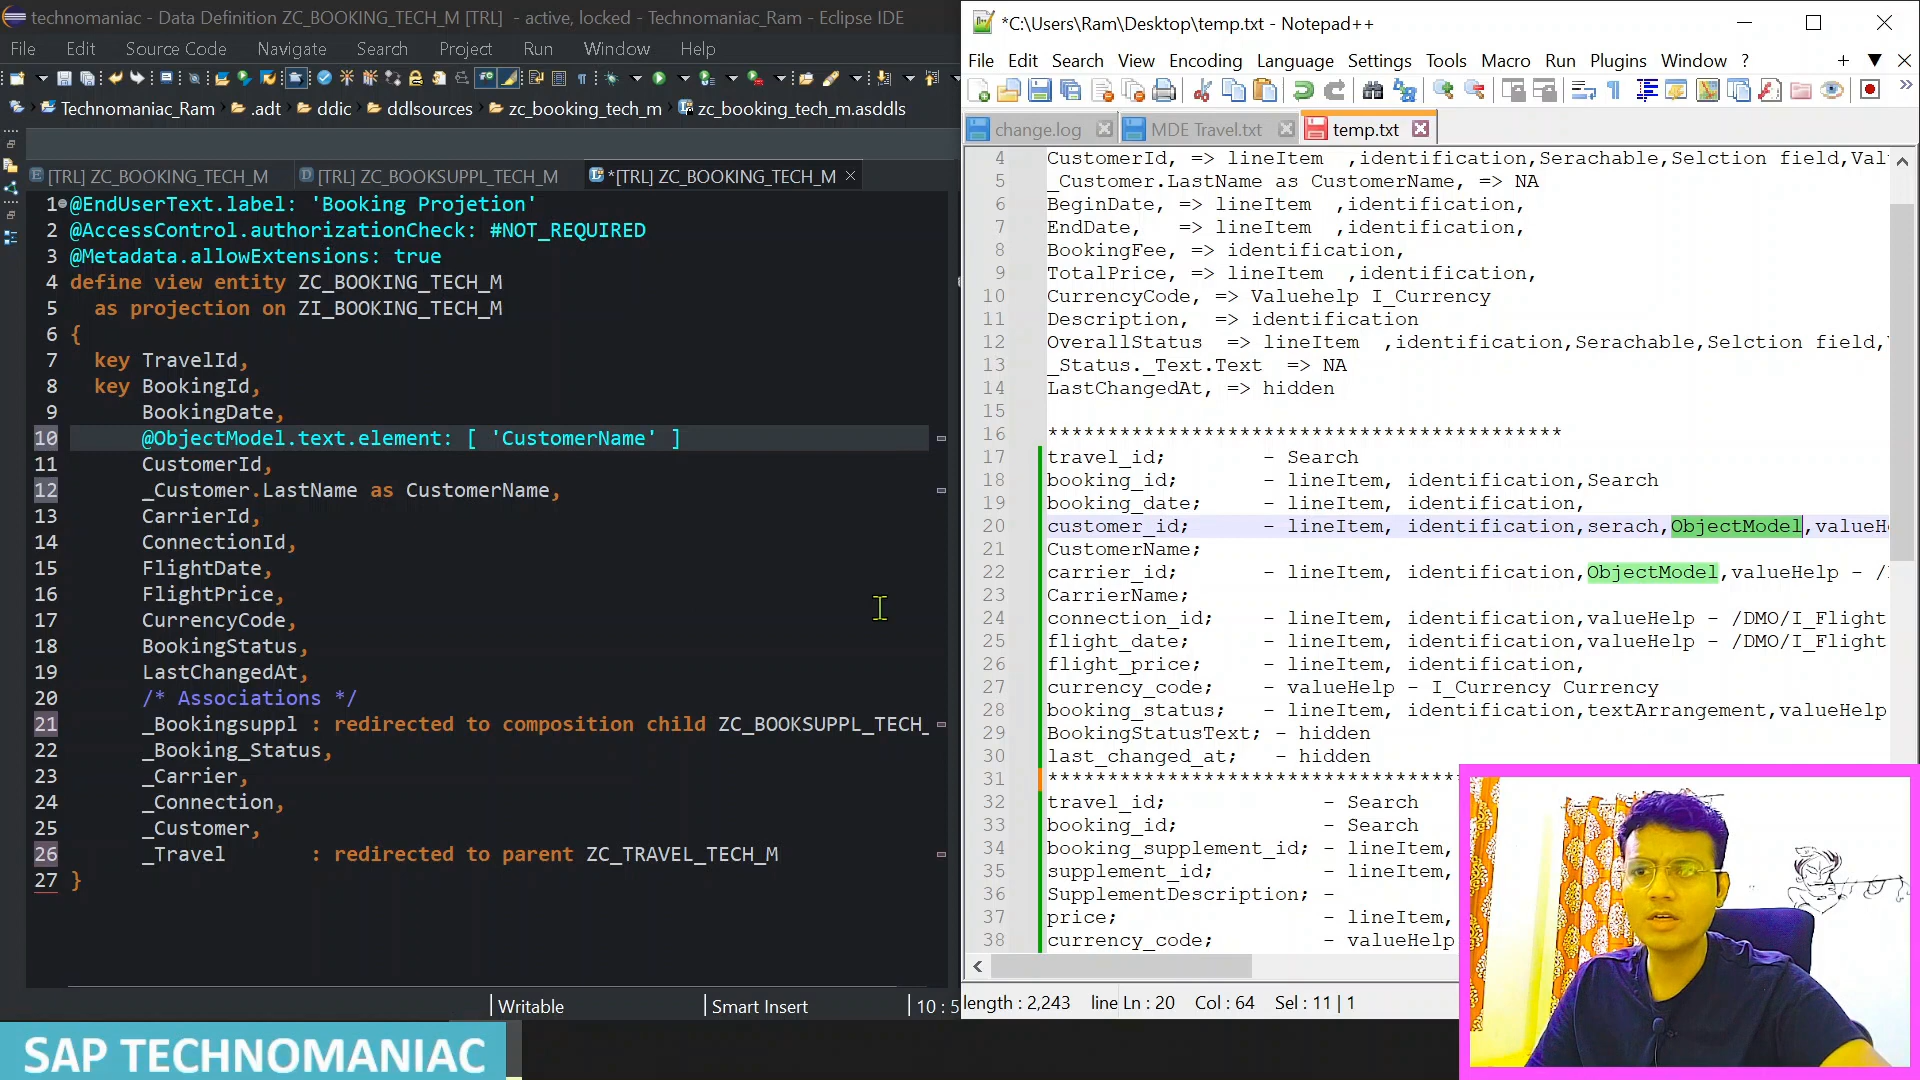 technomaniac - Data Definition ZC_BOOKING_TECH_M [TRL] - active, locked - Technomaniac_Ram - Eclipse IDE
File Edit Source Code Navigate Search Project Run Window Help
Technomaniac_Ram .adt ddic ddlsources zc_booking_tech_m zc_booking_tech_m.asddls
[TRL] ZC_BOOKING_TECH_M [TRL] ZC_BOOKSUPPL_TECH_M *[TRL] ZC_BOOKING_TECH_M
1 @EndUserText.label: 'Booking Projetion'
2 @AccessControl.authorizationCheck: #NOT_REQUIRED
3 @Metadata.allowExtensions: true
4 define view entity ZC_BOOKING_TECH_M
5 as projection on ZI_BOOKING_TECH_M
6 {
7 key TravelId,
8 key BookingId,
9 BookingDate,
10 @ObjectModel.text.element: [ 'CustomerName' ]
11 CustomerId,
12 _Customer.LastName as CustomerName,
13 CarrierId,
14 ConnectionId,
15 FlightDate,
16 FlightPrice,
17 CurrencyCode,
18 BookingStatus,
19 LastChangedAt,
20 /* Associations */
21 _Bookingsuppl : redirected to composition child ZC_BOOKSUPPL_TECH_
22 _Booking_Status,
23 _Carrier,
24 _Connection,
25 _Customer,
26 _Travel : redirected to parent ZC_TRAVEL_TECH_M
27 }
Writable Smart Insert 10 : 5
SAP TECHNOMANIAC
*C:\Users\Ram\Desktop\temp.txt - Notepad++
File Edit Search View Encoding Language Settings Tools Macro Run Plugins Window ?
change.log MDE Travel.txt temp.txt
4 CustomerId, => lineItem ,identification,Serachable,Selction field,Val
5 _Customer.LastName as CustomerName, => NA
6 BeginDate, => lineItem ,identification,
7 EndDate, => lineItem ,identification,
8 BookingFee, => identification,
9 TotalPrice, => lineItem ,identification,
10 CurrencyCode, => Valuehelp I_Currency
11 Description, => identification
12 OverallStatus => lineItem ,identification,Serachable,Selction field,
13 _Status._Text.Text => NA
14 LastChangedAt, => hidden
15
16 *******************************************
17 travel_id; - Search
18 booking_id; - lineItem, identification,Search
19 booking_date; - lineItem, identification,
20 customer_id; - lineItem, identification,serach,ObjectModel,valueH
21 CustomerName;
22 carrier_id; - lineItem, identification,ObjectModel,valueHelp - /
23 CarrierName;
24 connection_id; - lineItem, identification,valueHelp - /DMO/I_Flight
25 flight_date; - lineItem, identification,valueHelp - /DMO/I_Flight
26 flight_price; - lineItem, identification,
27 currency_code; - valueHelp - I_Currency Currency
28 booking_status; - lineItem, identification,textArrangement,valueHelp
29 BookingStatusText; - hidden
30 last_changed_at; - hidden
31 **********************************
32 travel_id; - Search
33 booking_id; - Search
34 booking_supplement_id; - lineItem,
35 supplement_id; - lineItem,
36 SupplementDescription; -
37 price; - lineItem,
38 currency_code; - valueHelp
length : 2,243 line Ln : 20 Col : 64 Sel : 11 | 1